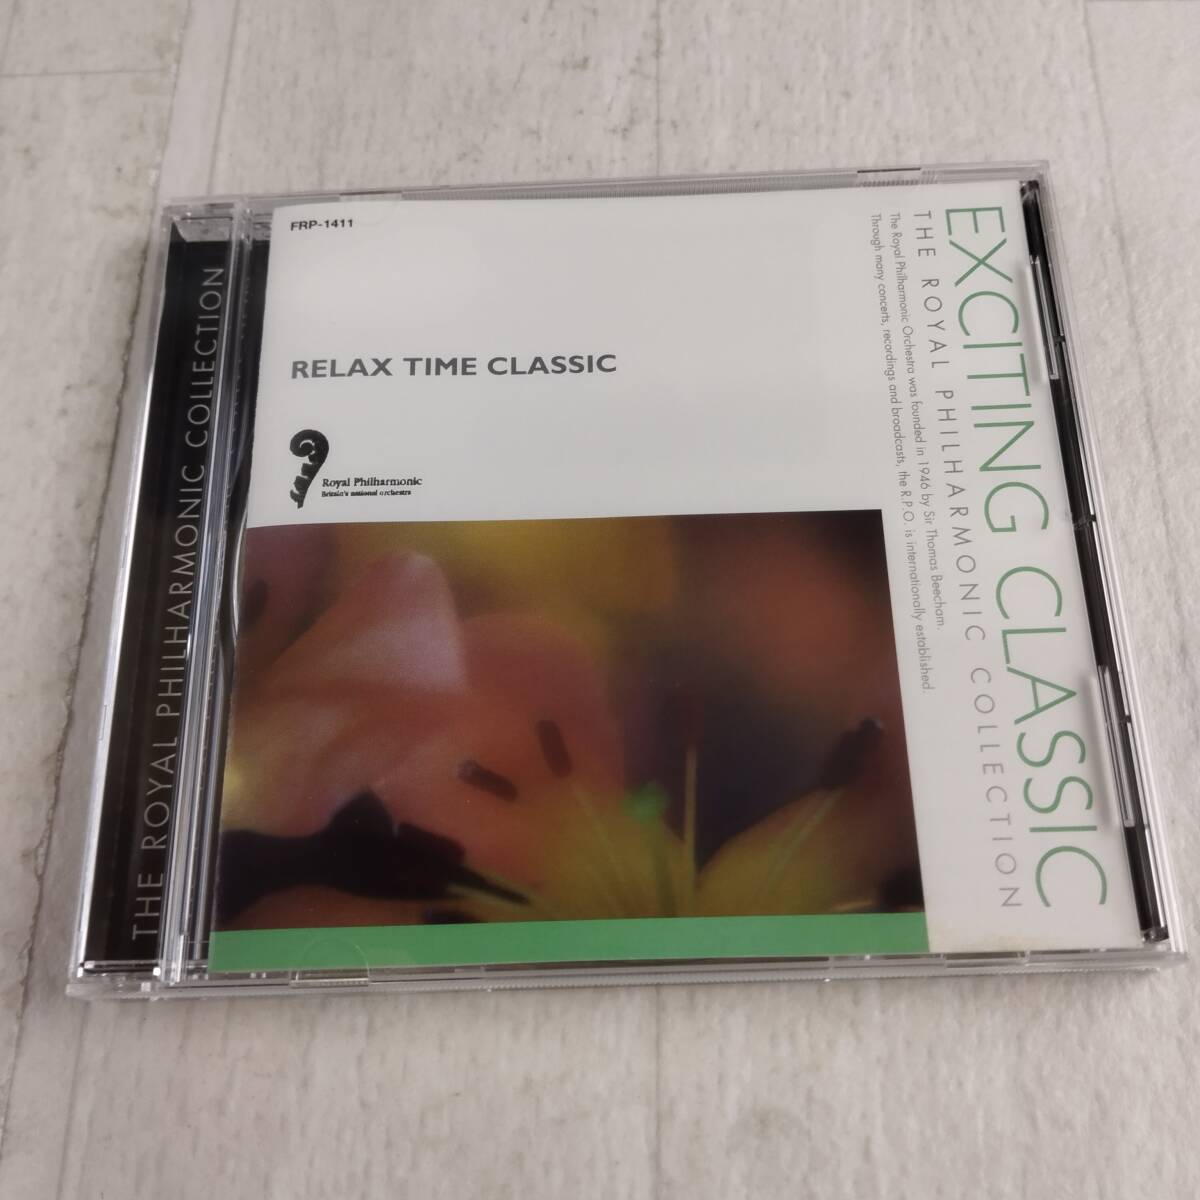 FRP-1411
RELAX TIME CLASSIC
Royal Philharmonic
Britain's national orchestra
EXCITING CLASSIC
THE ROYAL PHILHARMONIC COLLECTION
The Royal Philharmonic Orchestra was founded in 1946 by Sir Thomas Beecham.
Through many concerts, recordings and broadcasts, the R.P.O. is internationally established.
THE ROYAL PHILHARMONIC COLLECTION